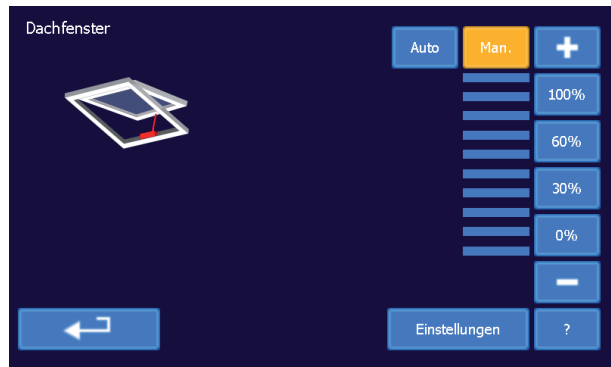 Dachfenster
Auto
Man.
+
100%
60%
30%
0%
−
Einstellungen
?